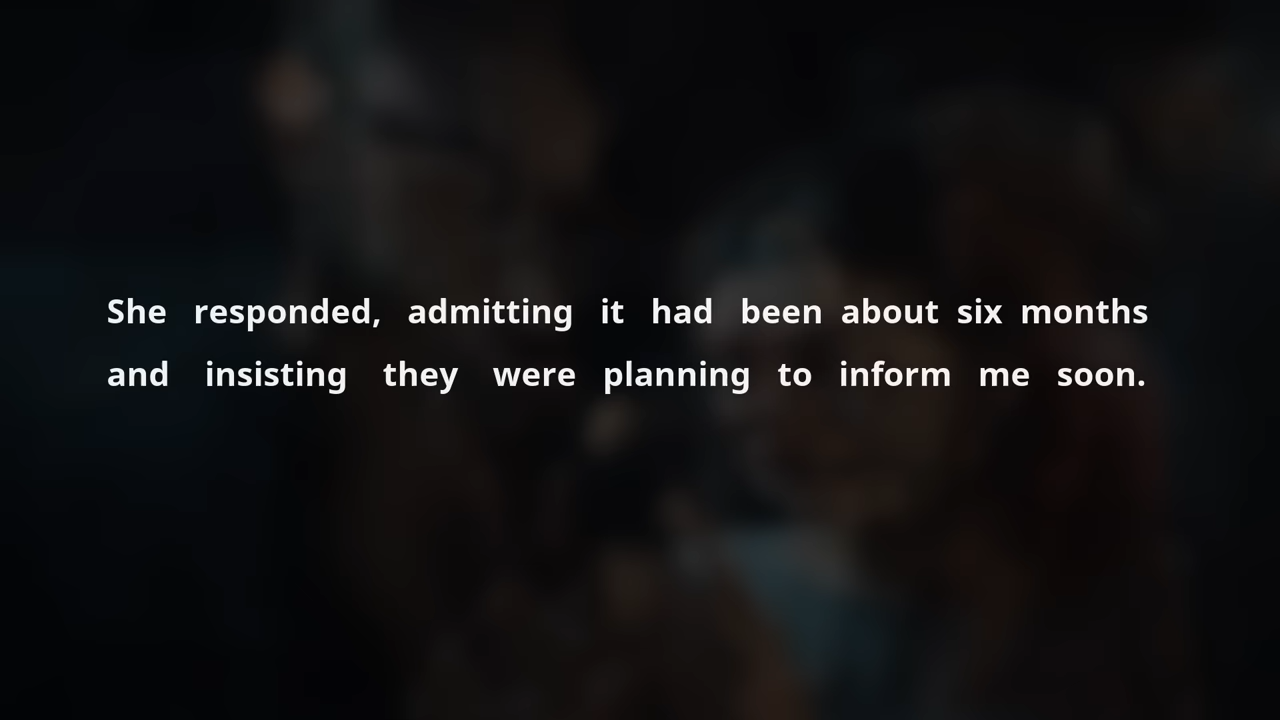 She responded, admitting it had been about six months
and insisting they were planning to inform me soon.